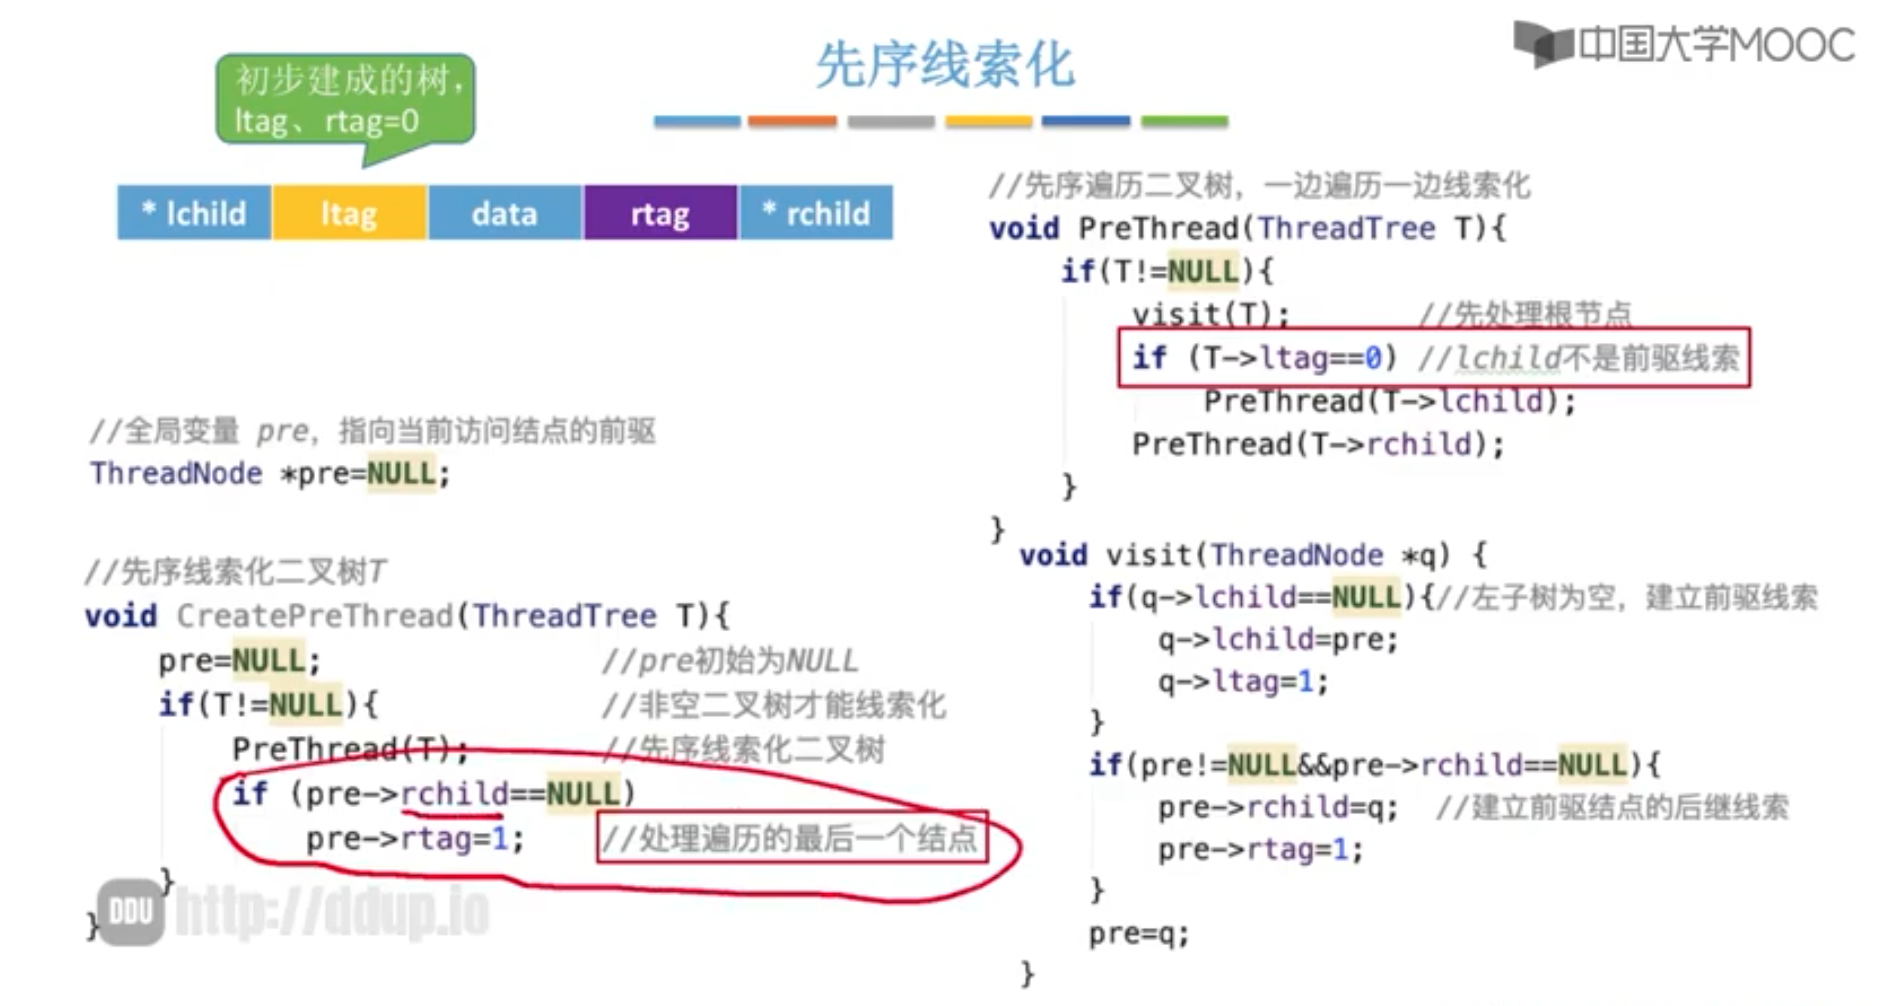 中国大学MOOC
先序线索化
初步建成的树,
ltag、rtag=0
* lchild ltag data rtag * rchild
//全局变量 pre, 指向当前访问结点的前驱
ThreadNode *pre=NULL;
//先序线索化二叉树T
void CreatePreThread(ThreadTree T){
pre=NULL; //pre初始为NULL
if(T!=NULL){ //非空二叉树才能线索化
PreThread(T); //先序线索化二叉树
if (pre->rchild==NULL)
pre->rtag=1; //处理遍历的最后一个结点
}
}
DDU http://ddup.io
//先序遍历二叉树, 一边遍历一边线索化
void PreThread(ThreadTree T){
if(T!=NULL){
visit(T); //先处理根节点
if (T->ltag==0) //lchild不是前驱线索
PreThread(T->lchild);
PreThread(T->rchild);
}
}
void visit(ThreadNode *q) {
if(q->lchild==NULL){//左子树为空, 建立前驱线索
q->lchild=pre;
q->ltag=1;
}
if(pre!=NULL&&pre->rchild==NULL){
pre->rchild=q; //建立前驱结点的后继线索
pre->rtag=1;
}
pre=q;
}